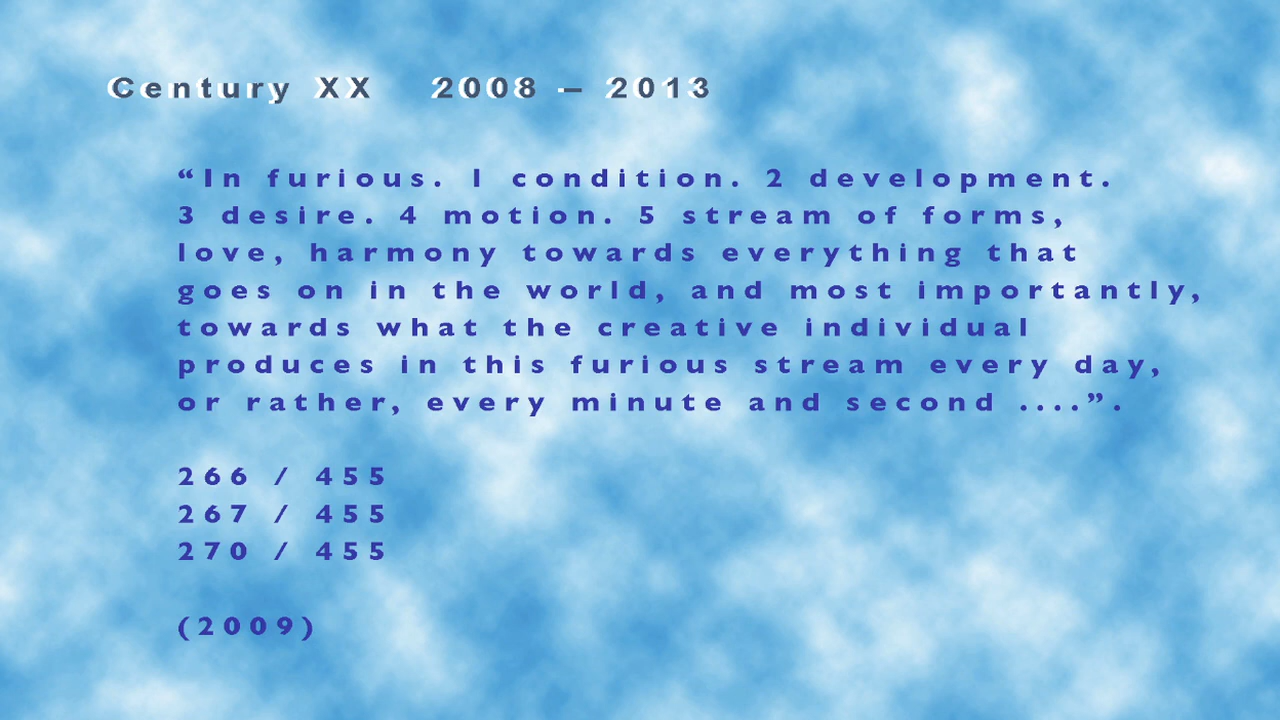 Century XX 2008 – 2013
“In furious. 1 condition. 2 development.
3 desire. 4 motion. 5 stream of forms,
love, harmony towards everything that
goes on in the world, and most importantly,
towards what the creative individual
produces in this furious stream every day,
or rather, every minute and second ....”.
266 / 455
267 / 455
270 / 455
(2009)